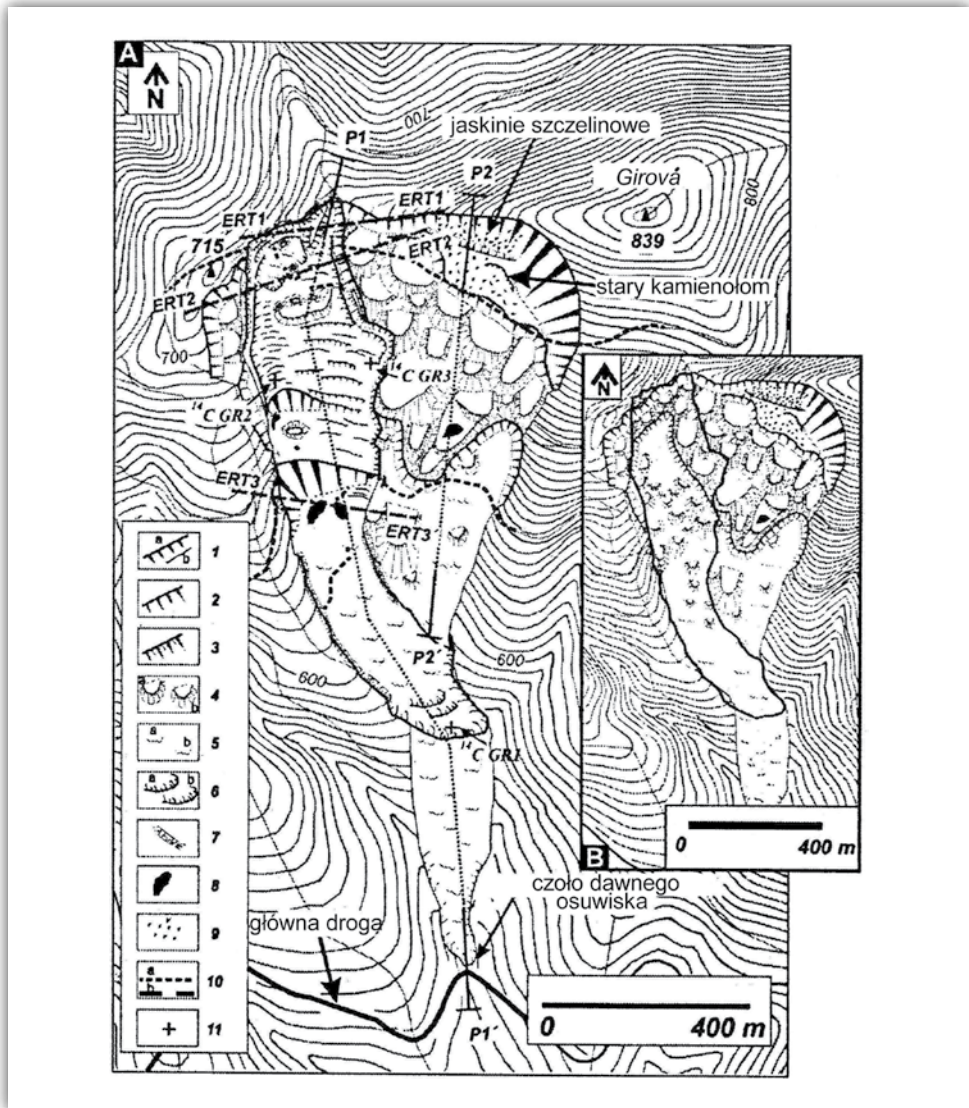 A
N
700
jaskinie szczelinowe
P1
P2
Girová
800
ERT1
ERT1
839
715
ERT2
ERT2
stary kamienołom
700
14C GR3
14C GR2
N
ERT3
ERT3´
a
b
1
2
3
a
b
4
a
b
5
a
b
6
7
8
9
a
b
10
11
600
P2´
600
14C GR1
0
400 m
B
czoło dawnego
osuwiska
główna droga
0
400 m
P1´